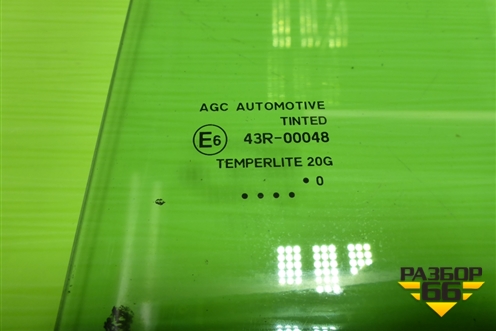 AGC AUTOMOTIVE
TINTED
E6 43R-00048
TEMPERLITE 20G
•0
••••
РАЗБОР
66